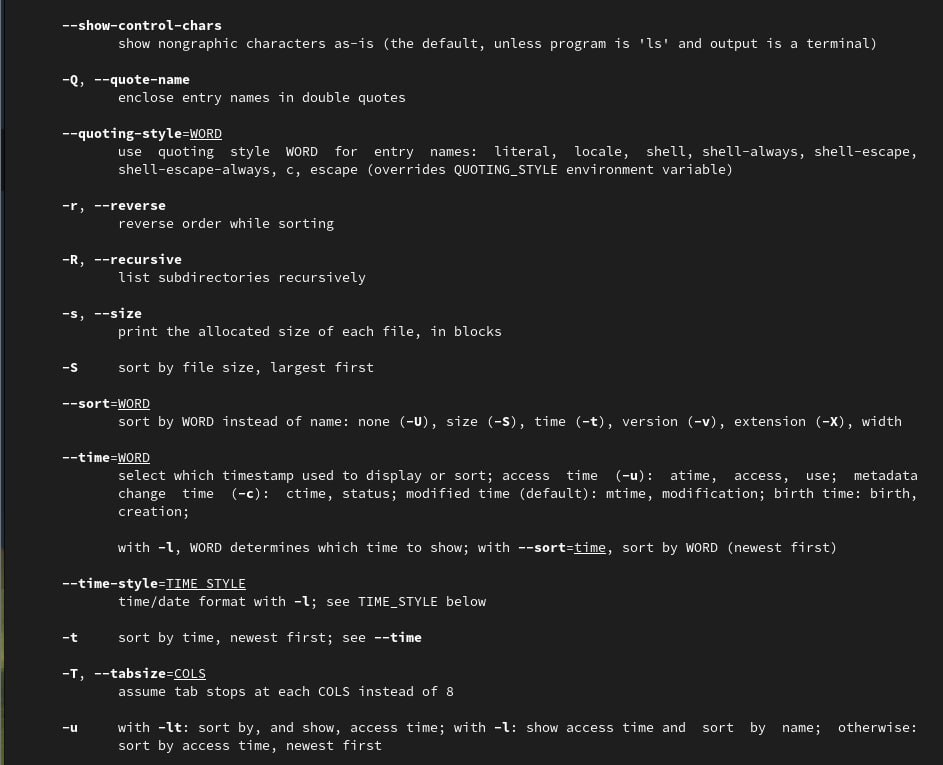 --show-control-chars
show nongraphic characters as-is (the default, unless program is 'ls' and output is a terminal)
-Q, --quote-name
enclose entry names in double quotes
--quoting-style=WORD
use quoting style WORD for entry names: literal, locale, shell, shell-always, shell-escape,
shell-escape-always, c, escape (overrides QUOTING_STYLE environment variable)
-r, --reverse
reverse order while sorting
-R, --recursive
list subdirectories recursively
-s, --size
print the allocated size of each file, in blocks
-S sort by file size, largest first
--sort=WORD
sort by WORD instead of name: none (-U), size (-S), time (-t), version (-v), extension (-X), width
--time=WORD
select which timestamp used to display or sort; access time (-u): atime, access, use; metadata
change time (-c): ctime, status; modified time (default): mtime, modification; birth time: birth,
creation;
with -l, WORD determines which time to show; with --sort=time, sort by WORD (newest first)
--time-style=TIME_STYLE
time/date format with -l; see TIME_STYLE below
-t sort by time, newest first; see --time
-T, --tabsize=COLS
assume tab stops at each COLS instead of 8
-u with -lt: sort by, and show, access time; with -l: show access time and sort by name; otherwise:
sort by access time, newest first